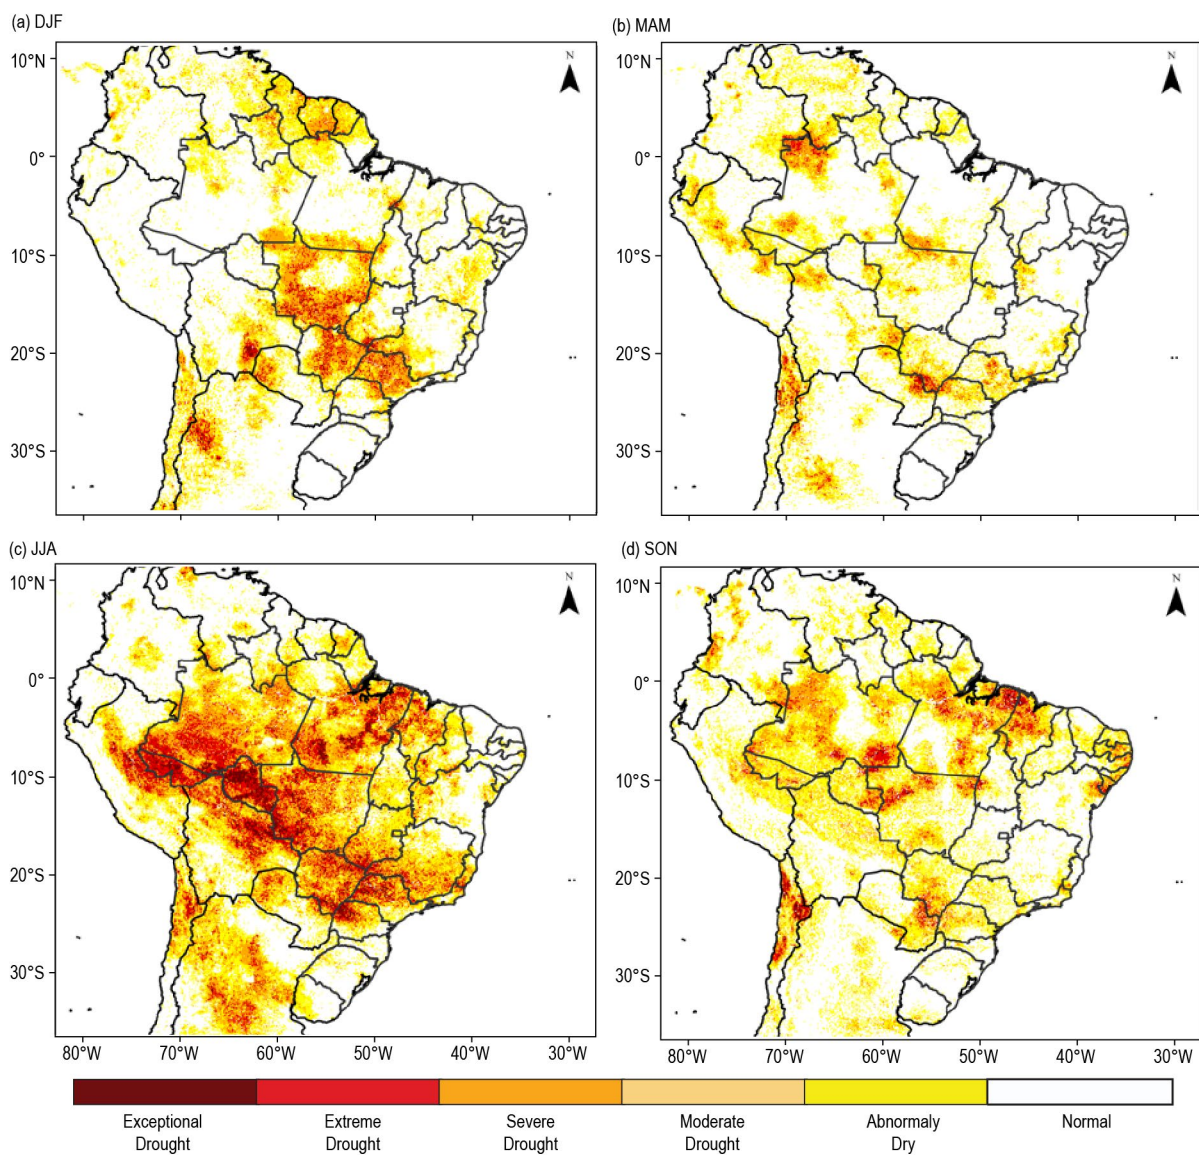 (a) DJF
(b) MAM
N
N
10°N
10°N
0°
0°
10°S
10°S
20°S
20°S
30°S
30°S
(c) JJA
(d) SON
N
N
10°N
10°N
0°
0°
10°S
10°S
20°S
20°S
30°S
30°S
80°W 70°W 60°W 50°W 40°W 30°W
80°W 70°W 60°W 50°W 40°W 30°W
Exceptional Drought
Extreme Drought
Severe Drought
Moderate Drought
Abnormaly Dry
Normal